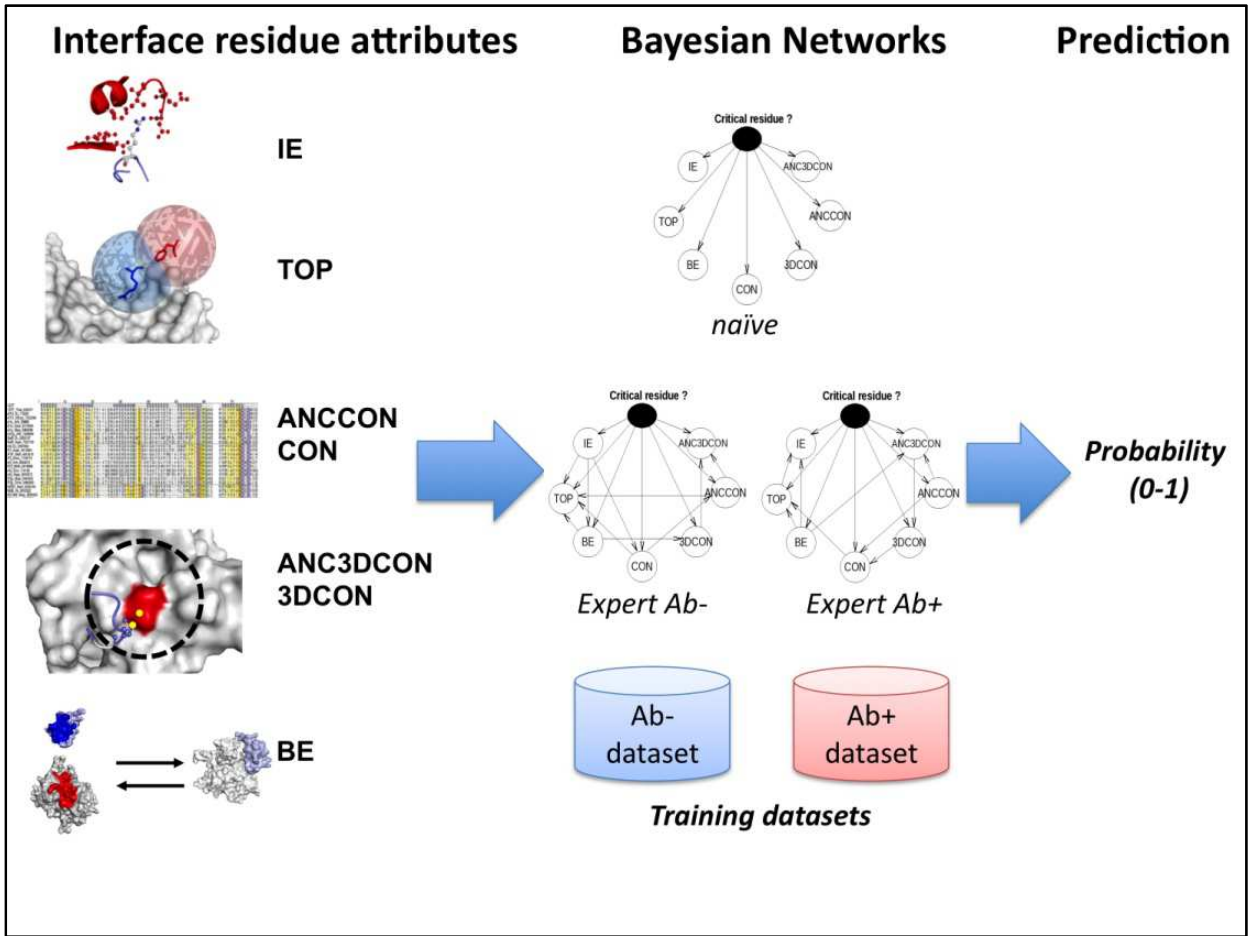 Interface residue attributes
Bayesian Networks
Prediction
IE
TOP
ANCCON
CON
ANC3DCON
3DCON
BE
Critical residue ?
IE
ANC3DCON
TOP
ANCCON
BE
3DCON
CON
naïve
Critical residue ?
IE
ANC3DCON
TOP
ANCCON
BE
3DCON
CON
Expert Ab-
Critical residue ?
IE
ANC3DCON
TOP
ANCCON
BE
3DCON
CON
Expert Ab+
Probability
(0-1)
Ab-
dataset
Ab+
dataset
Training datasets